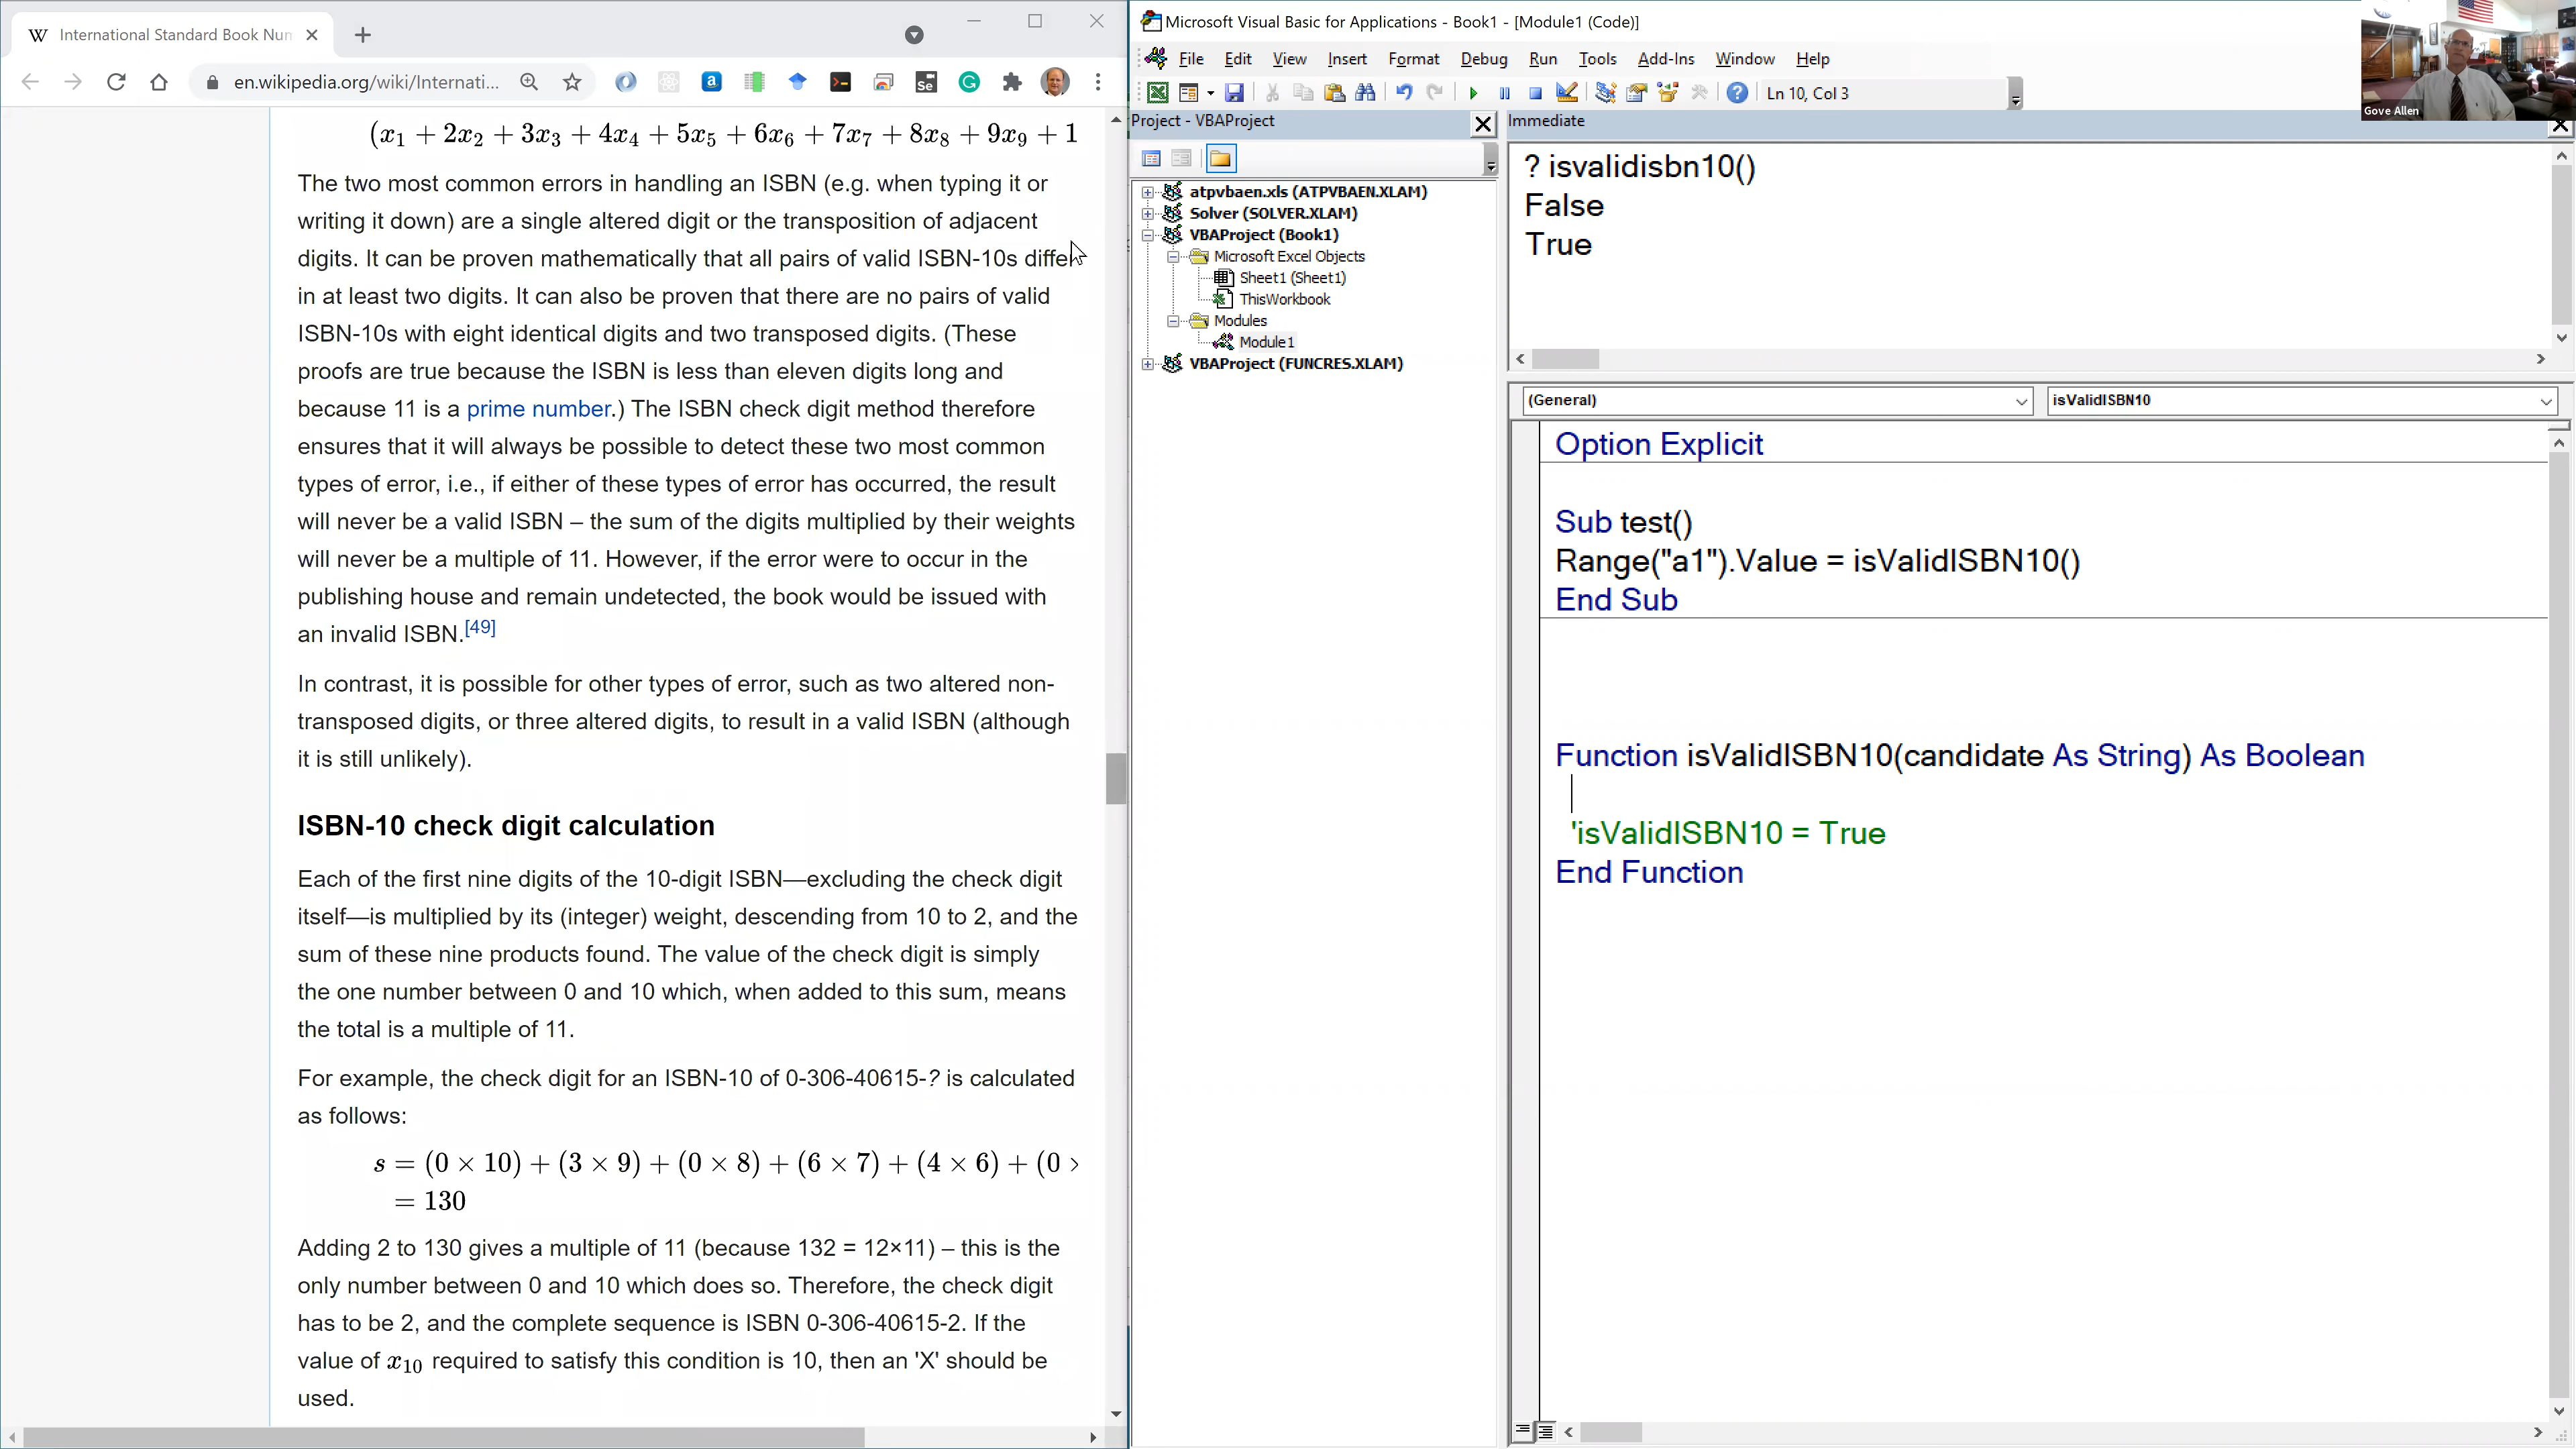 International Standard Book Nun
en.wikipedia.org/wiki/Internati...
(x₁ + 2x₂ + 3x₃ + 4x₄ + 5x₅ + 6x₆ + 7x₇ + 8x₈ + 9x₉ + 1
The two most common errors in handling an ISBN (e.g. when typing it or
writing it down) are a single altered digit or the transposition of adjacent
digits. It can be proven mathematically that all pairs of valid ISBN-10s differ
in at least two digits. It can also be proven that there are no pairs of valid
ISBN-10s with eight identical digits and two transposed digits. (These
proofs are true because the ISBN is less than eleven digits long and
because 11 is a prime number.) The ISBN check digit method therefore
ensures that it will always be possible to detect these two most common
types of error, i.e., if either of these types of error has occurred, the result
will never be a valid ISBN – the sum of the digits multiplied by their weights
will never be a multiple of 11. However, if the error were to occur in the
publishing house and remain undetected, the book would be issued with
an invalid ISBN.[49]
In contrast, it is possible for other types of error, such as two altered non-
transposed digits, or three altered digits, to result in a valid ISBN (although
it is still unlikely).
ISBN-10 check digit calculation
Each of the first nine digits of the 10-digit ISBN—excluding the check digit
itself—is multiplied by its (integer) weight, descending from 10 to 2, and the
sum of these nine products found. The value of the check digit is simply
the one number between 0 and 10 which, when added to this sum, means
the total is a multiple of 11.
For example, the check digit for an ISBN-10 of 0-306-40615-? is calculated
as follows:
s = (0 × 10) + (3 × 9) + (0 × 8) + (6 × 7) + (4 × 6) + (0 ×
= 130
Adding 2 to 130 gives a multiple of 11 (because 132 = 12×11) – this is the
only number between 0 and 10 which does so. Therefore, the check digit
has to be 2, and the complete sequence is ISBN 0-306-40615-2. If the
value of x₁₀ required to satisfy this condition is 10, then an 'X' should be
used.
Microsoft Visual Basic for Applications - Book1 - [Module1 (Code)]
File Edit View Insert Format Debug Run Tools Add-Ins Window Help
Ln 10, Col 3
Gove Allen
Project - VBAProject
atpvbaen.xls (ATPVBAEN.XLAM)
Solver (SOLVER.XLAM)
VBAProject (Book1)
Microsoft Excel Objects
Sheet1 (Sheet1)
ThisWorkbook
Modules
Module1
VBAProject (FUNCRES.XLAM)
Immediate
? isvalidisbn10()
False
True
(General)
isValidISBN10
Option Explicit
Sub test()
Range("a1").Value = isValidISBN10()
End Sub
Function isValidISBN10(candidate As String) As Boolean
'isValidISBN10 = True
End Function